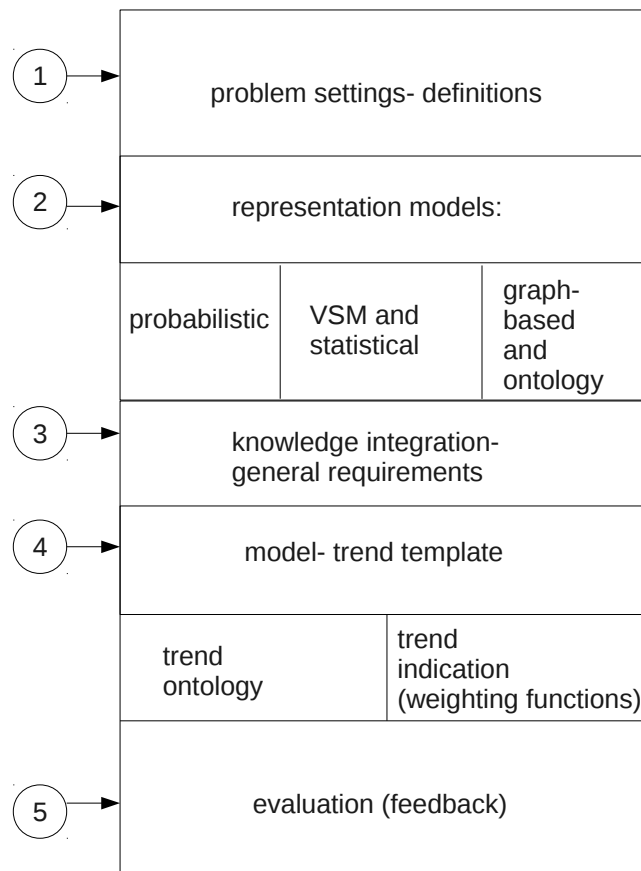 1
problem settings- definitions
2
representation models:
probabilistic
VSM and
statistical
graph-
based
and
ontology
3
knowledge integration-
general requirements
4
model- trend template
trend
ontology
trend
indication
(weighting functions)
5
evaluation (feedback)